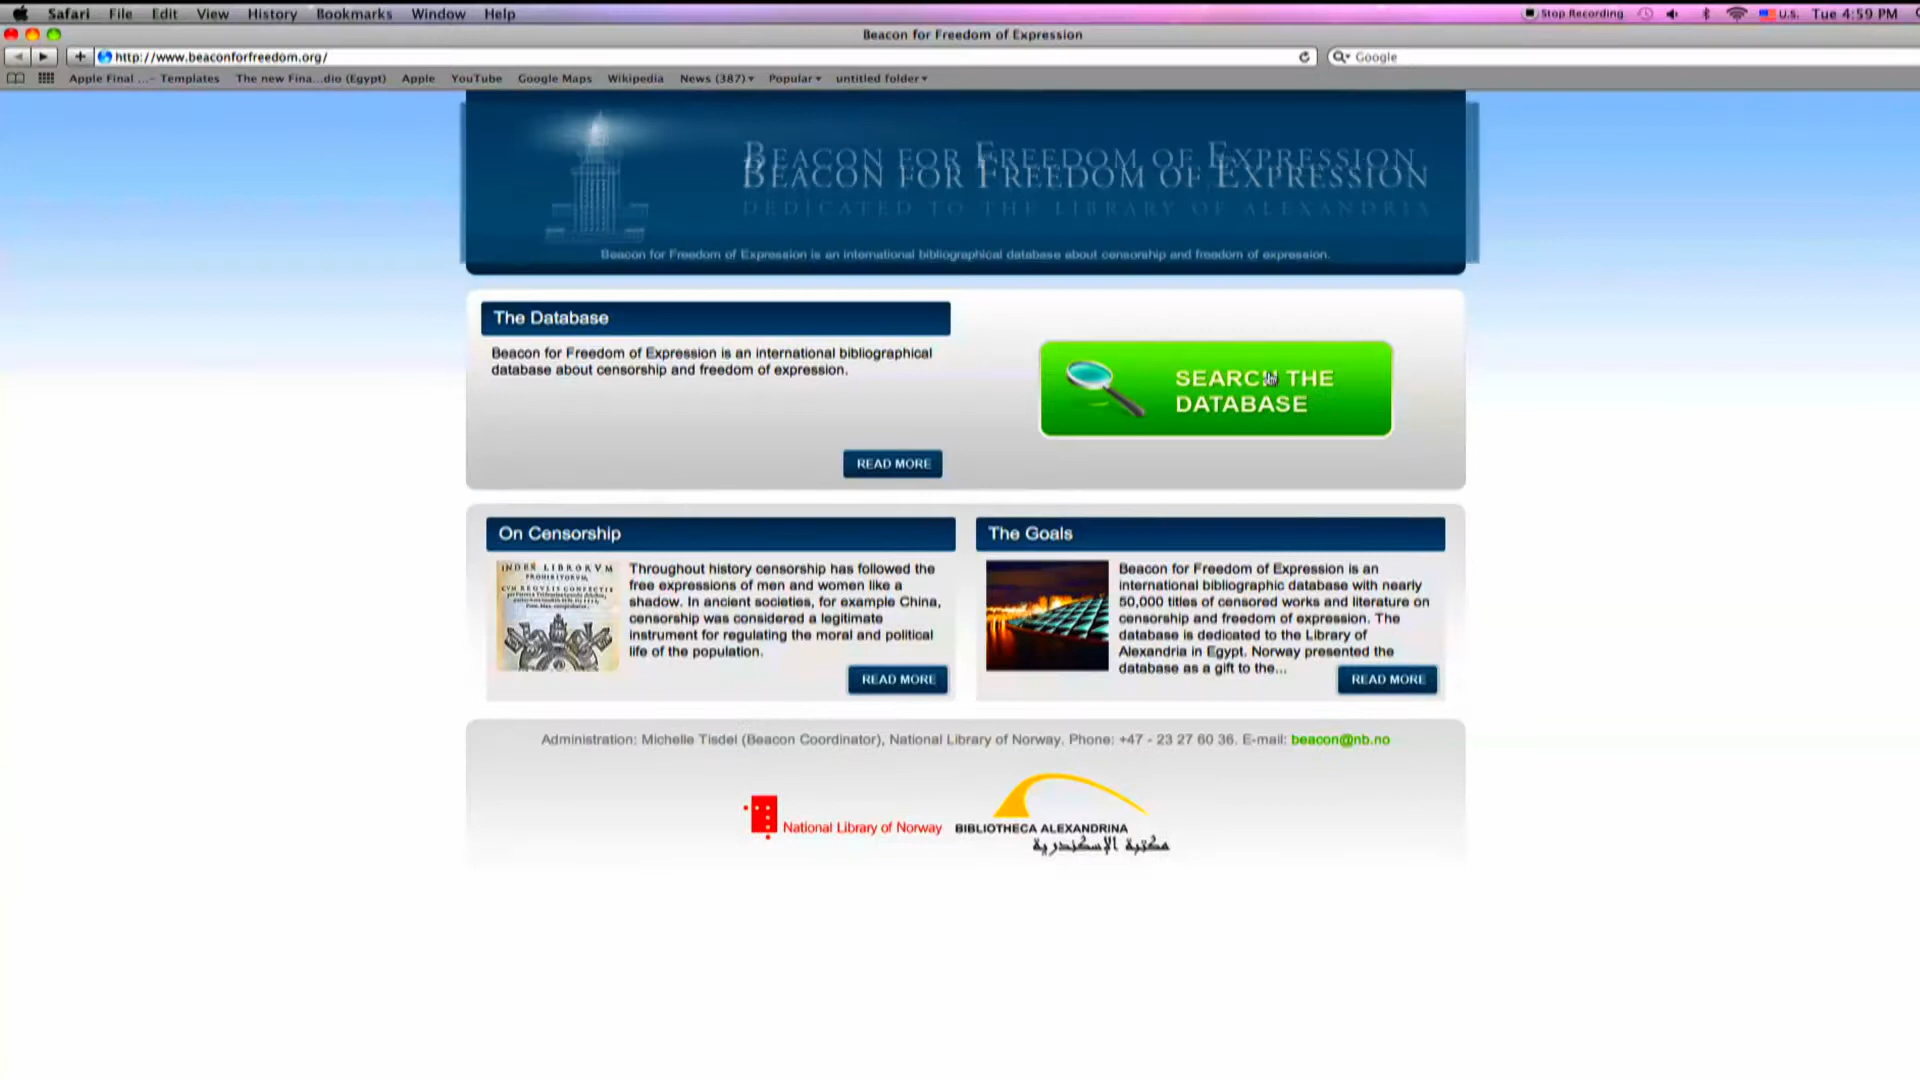 Safari File Edit View History Bookmarks Window Help Stop Recording U.S. Tue 4:59 PM
Beacon for Freedom of Expression
http://www.beaconforfreedom.org/ Google
Apple Final ...– Templates The new Fina...dio (Egypt) Apple YouTube Google Maps Wikipedia News (387) Popular untitled folder
BEACON FOR FREEDOM OF EXPRESSION
BEACON FOR FREEDOM OF EXPRESSION
DEDICATED TO THE LIBRARY OF ALEXANDRIA
Beacon for Freedom of Expression is an international bibliographical database about censorship and freedom of expression.
The Database
Beacon for Freedom of Expression is an international bibliographical
database about censorship and freedom of expression.
READ MORE
SEARCH THE
DATABASE
On Censorship
INDEX LIBRORVM
PROHIBITORVM,
Throughout history censorship has followed the
free expressions of men and women like a
shadow. In ancient societies, for example China,
censorship was considered a legitimate
instrument for regulating the moral and political
life of the population.
READ MORE
The Goals
Beacon for Freedom of Expression is an
international bibliographic database with nearly
50,000 titles of censored works and literature on
censorship and freedom of expression. The
database is dedicated to the Library of
Alexandria in Egypt. Norway presented the
database as a gift to the...
READ MORE
Administration: Michelle Tisdel (Beacon Coordinator), National Library of Norway. Phone: +47 - 23 27 60 36. E-mail: beacon@nb.no
National Library of Norway
BIBLIOTHECA ALEXANDRINA
مكتبة الإسكندرية